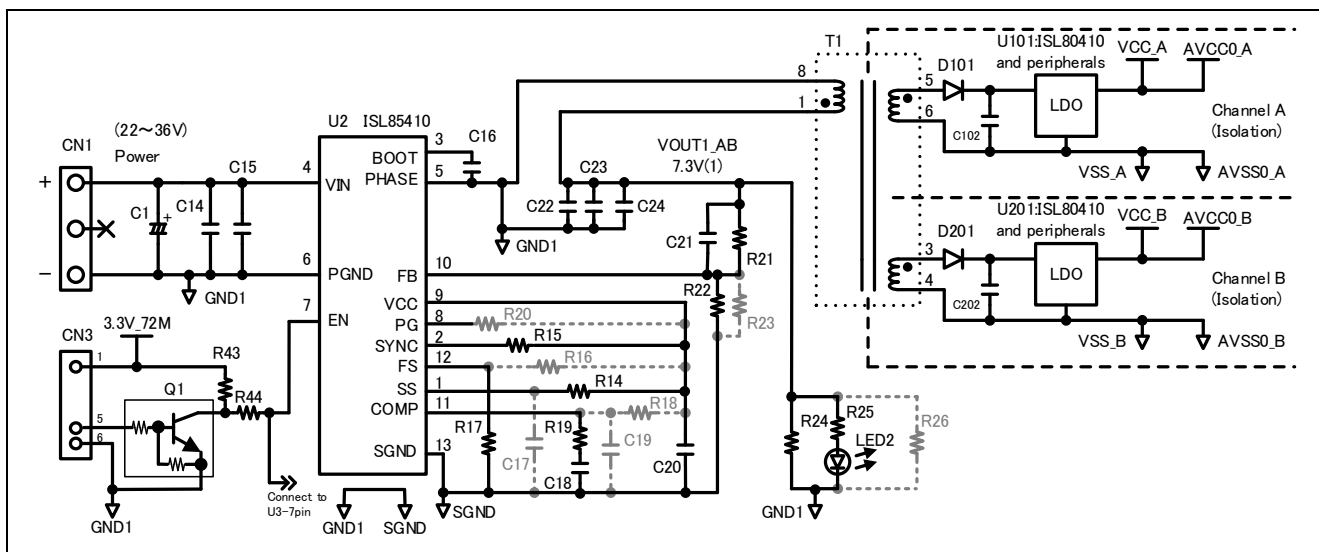 T1
U101:ISL80410
and peripherals
VCC_A
AVCC0_A
D101
8
5
LDO
1
6
C102
Channel A
(Isolation)
VSS_A
AVSS0_A
(22～36V)
Power
CN1
U2 ISL85410
C16
3
BOOT
VOUT1_AB
7.3V(1)
C15
C23
4
VIN
PHASE
5
+
C1
+
C14
C22
C24
U201:ISL80410
and peripherals
VCC_B
AVCC0_B
D201
C21
R21
GND1
3
LDO
4
C202
Channel B
(Isolation)
VSS_B
AVSS0_B
−
6
PGND
FB
10
R22
GND1
7
EN
VCC
9
R23
PG
8
R20
CN3
3.3V_72M
SYNC
2
R15
1
R43
FS
12
R16
Q1
R44
SS
1
R14
COMP
11
R18
5
6
R17
R19
C19
R24
R25
R26
LED2
SGND
13
C17
C20
C18
Connect to
U3-7pin
GND1
GND1
SGND
SGND
GND1